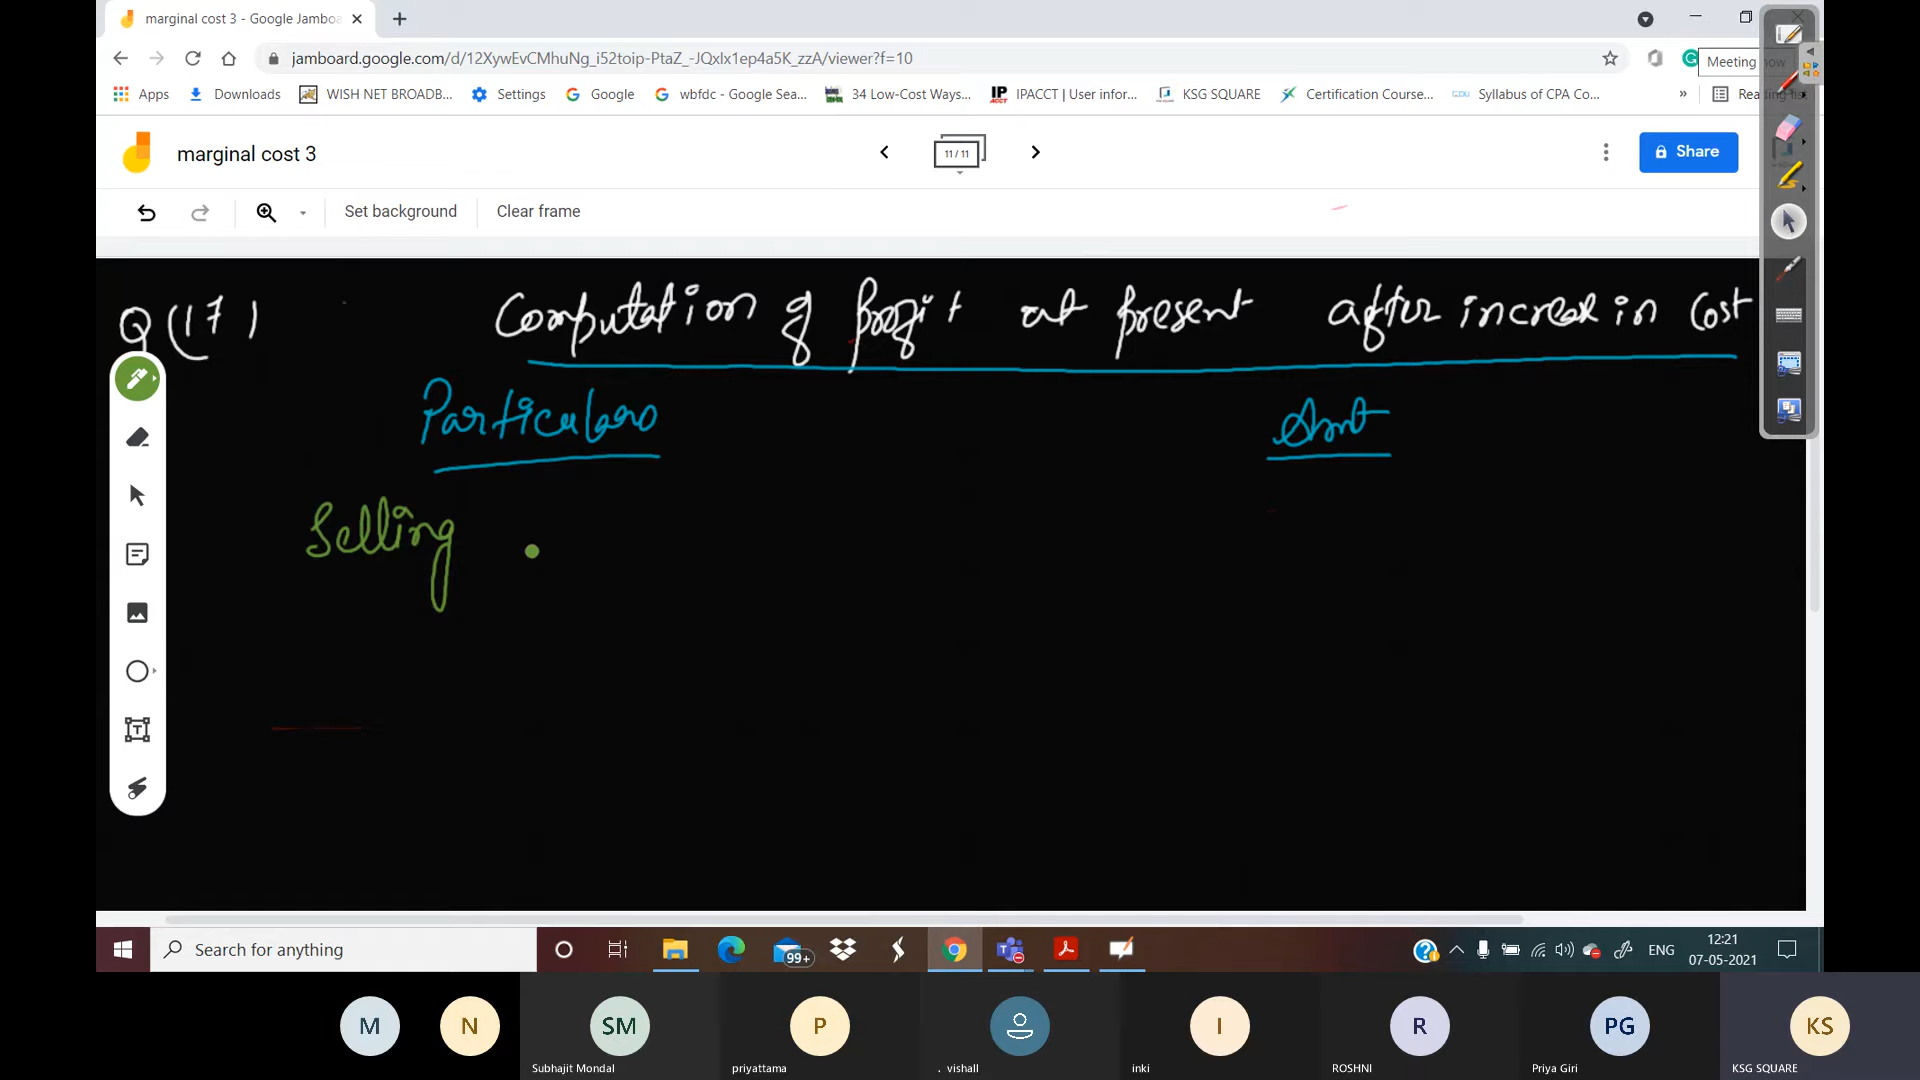 marginal cost 3 - Google Jamboa
jamboard.google.com/d/12XywEvCMhuNg_i52toip-PtaZ_-JQxlx1ep4a5K_zzA/viewer?f=10
Meeting now
Apps Downloads WISH NET BROADB... Settings Google wbfdc - Google Sea... 34 Low-Cost Ways... IPACCT | User infor... KSG SQUARE Certification Course... Syllabus of CPA Co... » Reading list
marginal cost 3
11 / 11
Share
Set background Clear frame
Q(17) Computation of profit at present after increase in Cost
Particulars Amt
Selling
Search for anything
99+
ENG
12:21
07-05-2021
M N SM P I R PG KS
Subhajit Mondal priyattama . vishall inki ROSHNI Priya Giri KSG SQUARE